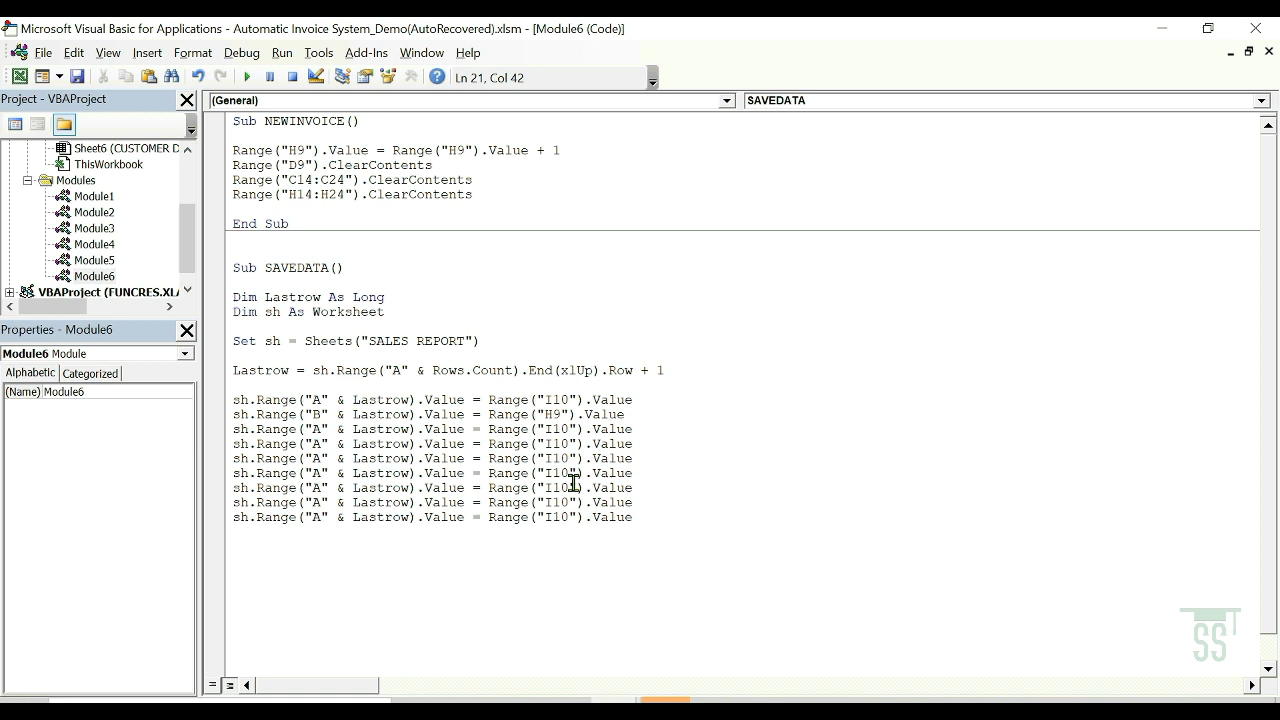 Microsoft Visual Basic for Applications - Automatic Invoice System_Demo(AutoRecovered).xlsm - [Module6 (Code)]
File Edit View Insert Format Debug Run Tools Add-Ins Window Help
Ln 21, Col 42
Project - VBAProject
(General)
SAVEDATA
Sheet6 (CUSTOMER D
ThisWorkbook
Modules
Module1
Module2
Module3
Module4
Module5
Module6
VBAProject (FUNCRES.XL
Properties - Module6
Module6 Module
Alphabetic Categorized
(Name) Module6
Sub NEWINVOICE()
Range("H9").Value = Range("H9").Value + 1
Range("D9").ClearContents
Range("C14:C24").ClearContents
Range("H14:H24").ClearContents
End Sub
Sub SAVEDATA()
Dim Lastrow As Long
Dim sh As Worksheet
Set sh = Sheets("SALES REPORT")
Lastrow = sh.Range("A" & Rows.Count).End(xlUp).Row + 1
sh.Range("A" & Lastrow).Value = Range("I10").Value
sh.Range("B" & Lastrow).Value = Range("H9").Value
sh.Range("A" & Lastrow).Value = Range("I10").Value
sh.Range("A" & Lastrow).Value = Range("I10").Value
sh.Range("A" & Lastrow).Value = Range("I10").Value
sh.Range("A" & Lastrow).Value = Range("I10").Value
sh.Range("A" & Lastrow).Value = Range("I10").Value
sh.Range("A" & Lastrow).Value = Range("I10").Value
sh.Range("A" & Lastrow).Value = Range("I10").Value
SS